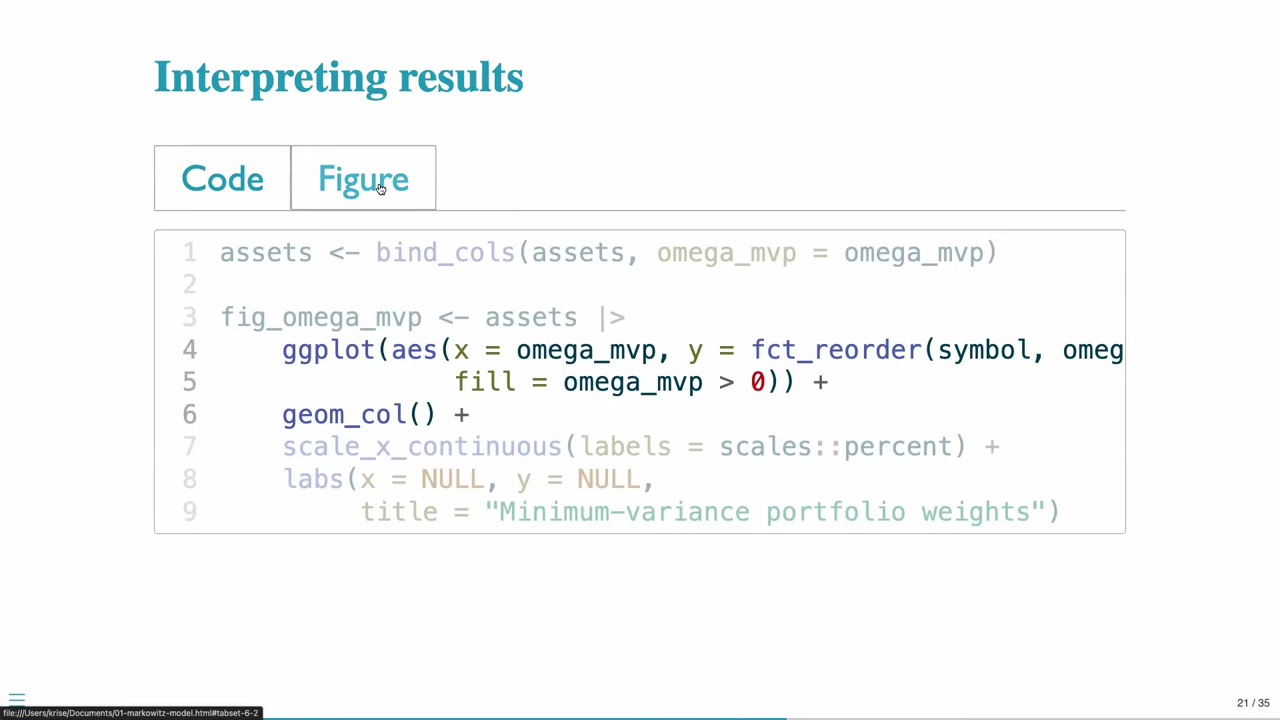 Interpreting results
Code Figure
1 assets <- bind_cols(assets, omega_mvp = omega_mvp)
2
3 fig_omega_mvp <- assets |>
4 ggplot(aes(x = omega_mvp, y = fct_reorder(symbol, omeg
5 fill = omega_mvp > 0)) +
6 geom_col() +
7 scale_x_continuous(labels = scales::percent) +
8 labs(x = NULL, y = NULL,
9 title = "Minimum-variance portfolio weights")
file:///Users/krise/Documents/01-markowitz-model.html#tabset-6-2
21 / 35